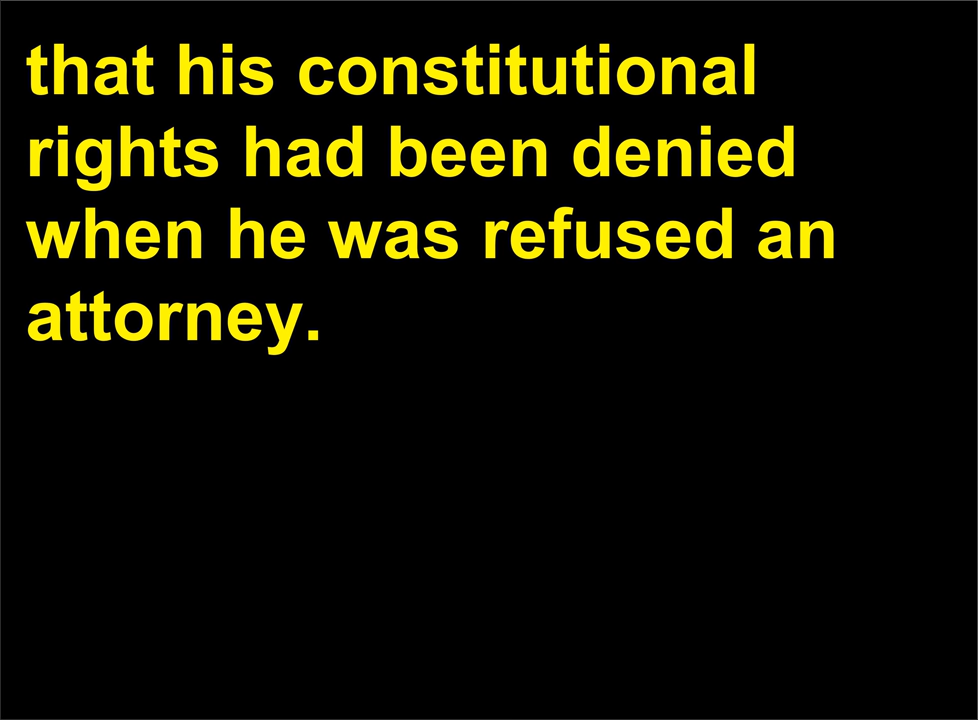 that his constitutional
rights had been denied
when he was refused an
attorney.